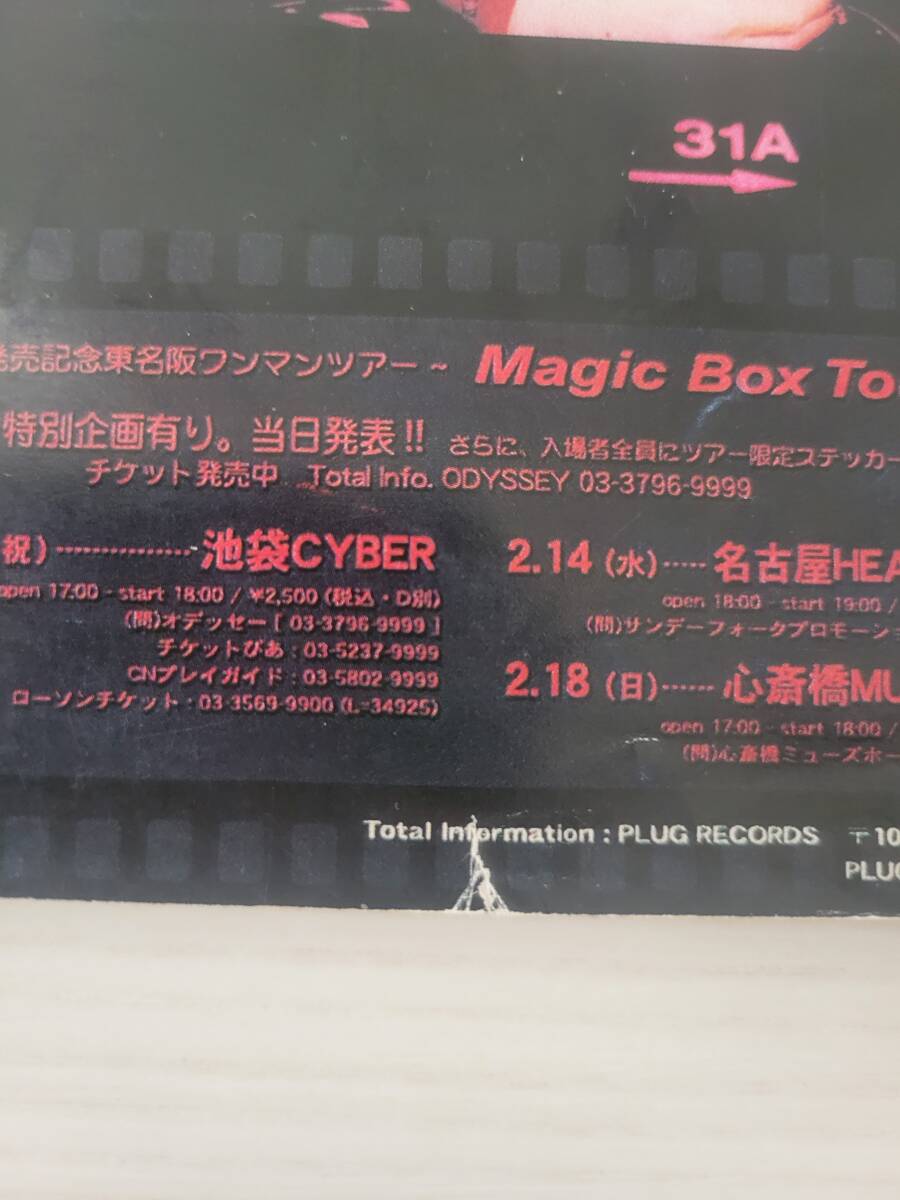 31A
発売記念東名阪ワンマンツアー～ Magic Box To
特別企画有り。当日発表!! さらに、入場者全員にツアー限定ステッカー
チケット発売中 Total Info. ODYSSEY 03-3796-9999
祝)‥‥‥‥‥ 池袋CYBER
open 17:00 - start 18:00 / ¥2,500 (税込・D別)
(問)オデッセー [ 03-3796-9999 ]
チケットぴあ : 03-5237-9999
CNプレイガイド : 03-5802-9999
ローソンチケット : 03-3569-9900 (L-34925)
2.14 (水)‥‥ 名古屋HEA
open 18:00 - start 19:00 /
(問)サンデーフォークプロモーショ
2.18 (日)‥‥ 心斎橋MU
open 17:00 - start 18:00 /
(問)心斎橋ミューズホー
Total Information : PLUG RECORDS 〒10
PLUG